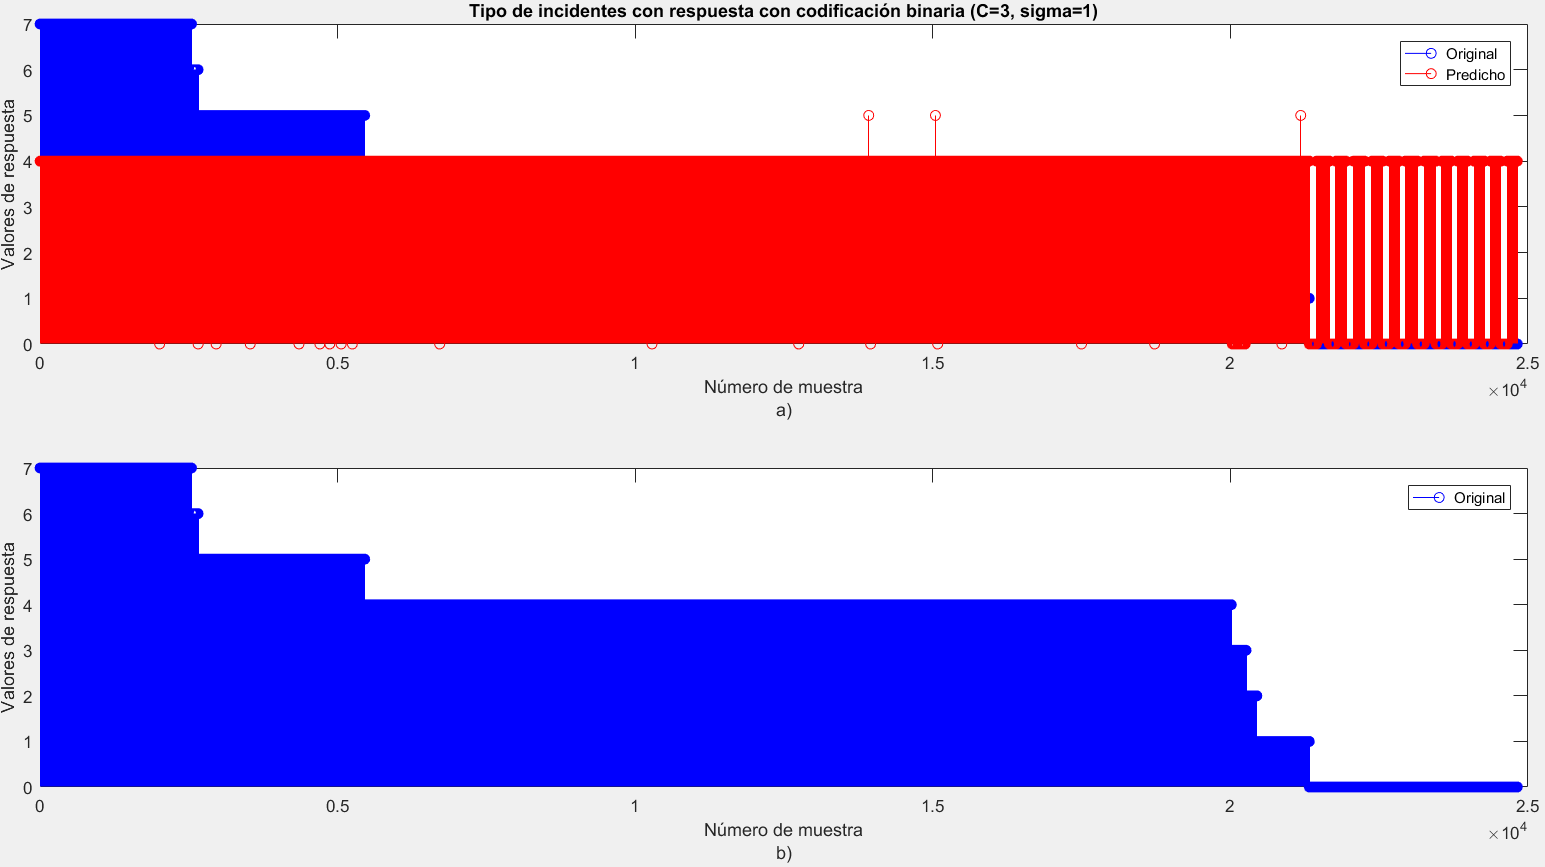 Tipo de incidentes con respuesta con codificación binaria (C=3, sigma=1)
Valores de respuesta
7
6
5
4
3
2
1
0
Original
Predicho
0 0.5 1 1.5 2 2.5
×10^4
Número de muestra
a)
Valores de respuesta
7
6
5
4
3
2
1
0
Original
0 0.5 1 1.5 2 2.5
×10^4
Número de muestra
b)